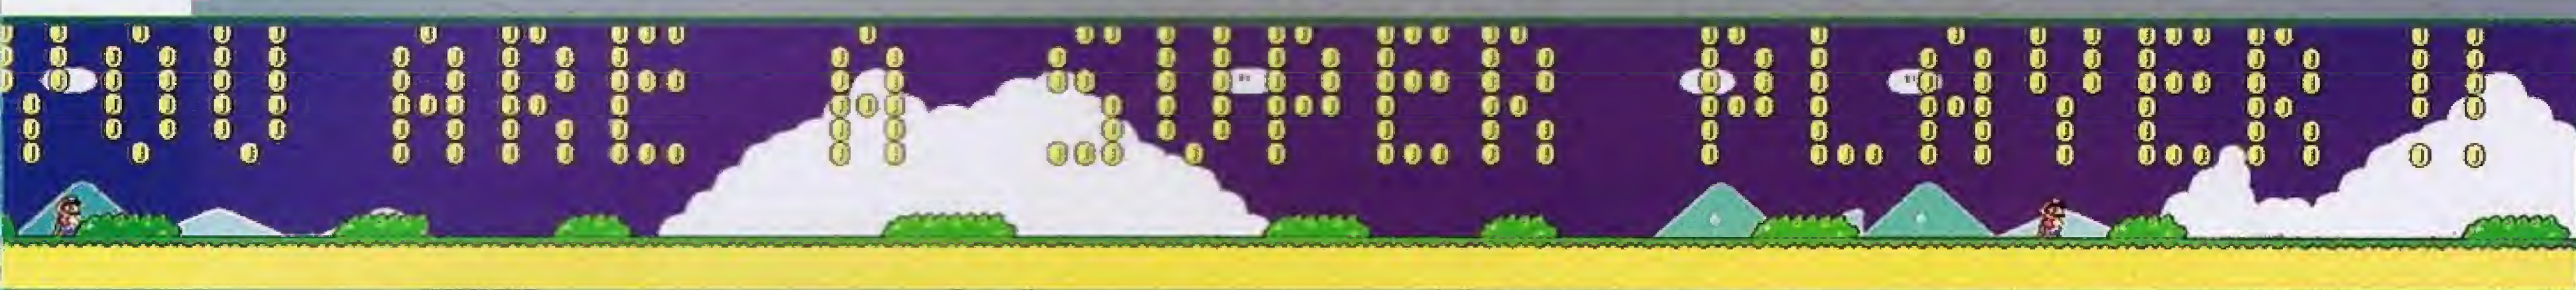 YOU ARE A SUPER PLAYER !!